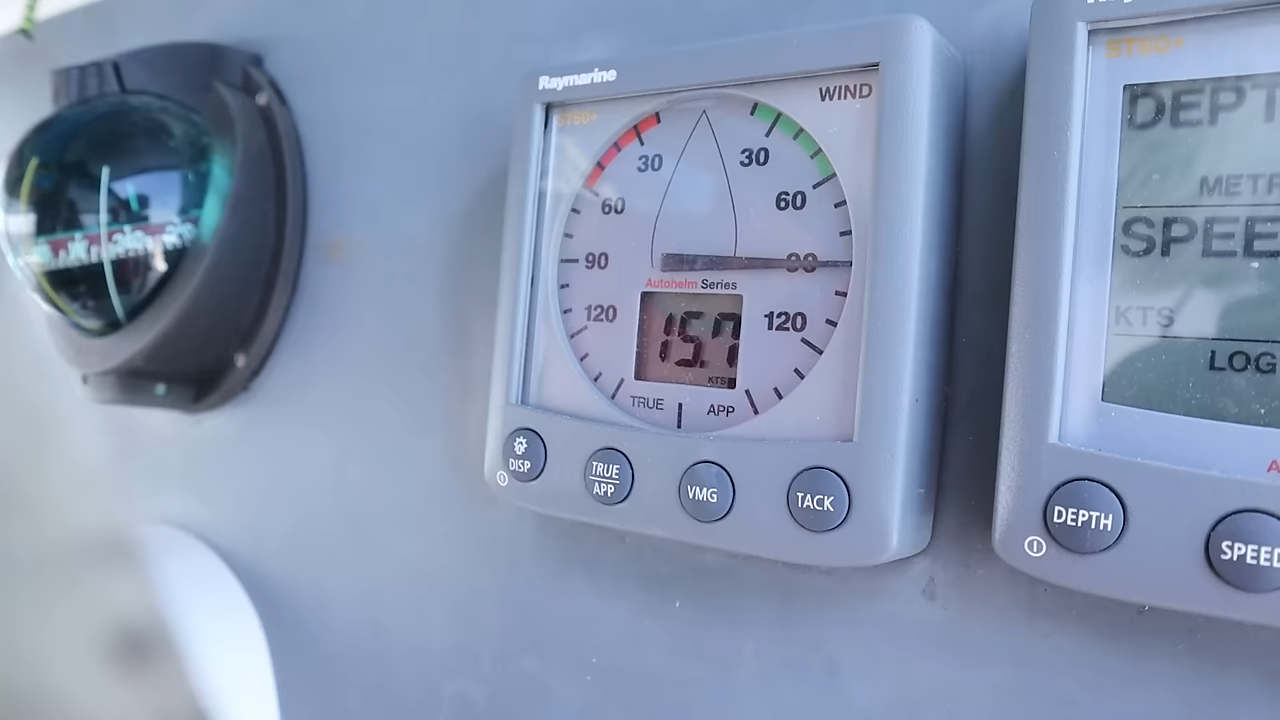 Raymarine
ST60+
WIND
30 30
60 60
90 90
120 120
Autohelm Series
15.7
KTS
TRUE APP
DISP
TRUE
APP
VMG
TACK
ST60+
DEPT
METR
SPEE
KTS
LOG
DEPTH
SPEED